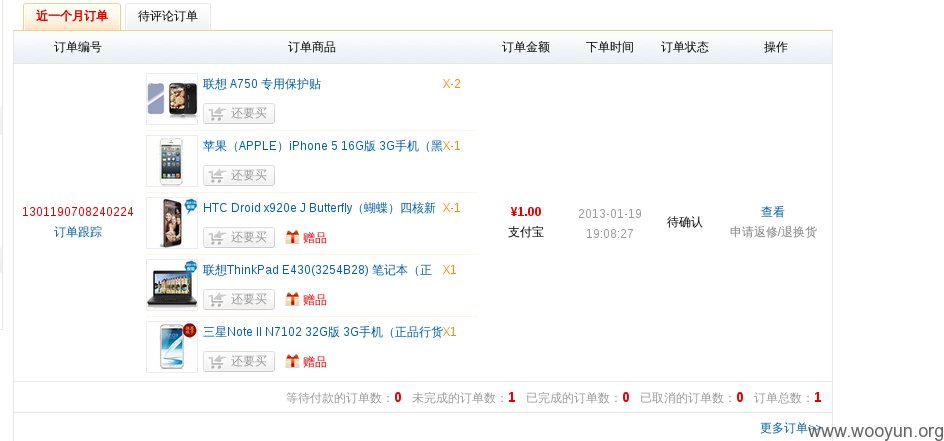 近一个月订单 待评论订单
订单编号 订单商品 订单金额 下单时间 订单状态 操作
联想 A750 专用保护贴 X-2
还要买
苹果（APPLE）iPhone 5 16G版 3G手机（黑 X-1
还要买
HTC Droid x920e J Butterfly（蝴蝶）四核新 X-1
还要买 赠品
1301190708240224
订单跟踪
¥1.00
支付宝
2013-01-19
19:08:27
待确认
查看
申请返修/退换货
联想ThinkPad E430(3254B28) 笔记本（正 X1
还要买 赠品
三星Note II N7102 32G版 3G手机（正品行货 X1
还要买 赠品
等待付款的订单数：0 未完成的订单数：1 已完成的订单数：0 已取消的订单数：0 订单总数：1
更多订单>>
www.wooyun.org